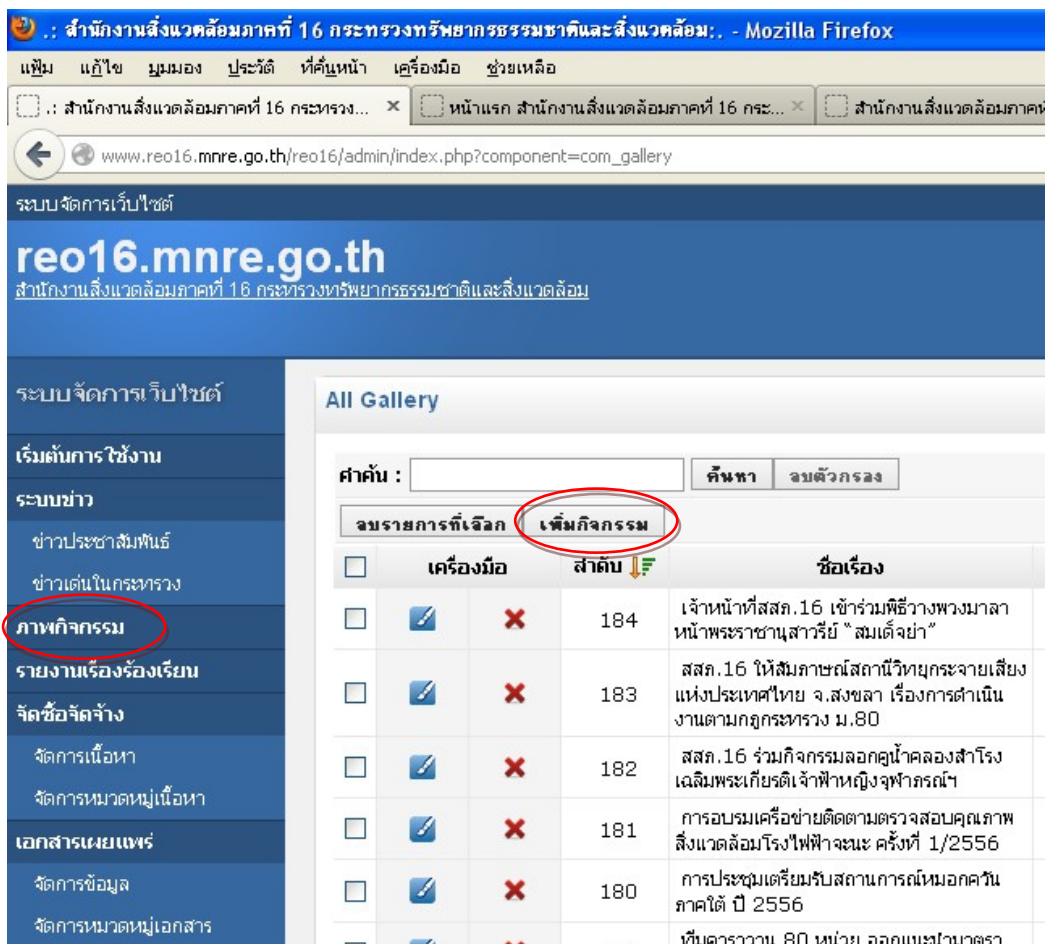 .: สำนักงานสิ่งแวดล้อมภาคที่ 16 กระทรวงทรัพยากรธรรมชาติและสิ่งแวดล้อม:. - Mozilla Firefox
แฟ้ม แก้ไข มุมมอง ประวัติ ที่คั่นหน้า เครื่องมือ ช่วยเหลือ
.: สำนักงานสิ่งแวดล้อมภาคที่ 16 กระทรวง... × หน้าแรก สำนักงานสิ่งแวดล้อมภาคที่ 16 กระ... × สำนักงานสิ่งแวดล้อมภาคที่
www.reo16.mnre.go.th/reo16/admin/index.php?component=com_gallery
ระบบจัดการเว็บไซต์
reo16.mnre.go.th
สำนักงานสิ่งแวดล้อมภาคที่ 16 กระทรวงทรัพยากรธรรมชาติและสิ่งแวดล้อม
ระบบจัดการเว็บไซต์
เริ่มต้นการใช้งาน
ระบบข่าว
ข่าวประชาสัมพันธ์
ข่าวเด่นในกระทรวง
ภาพกิจกรรม
รายงานเรื่องร้องเรียน
จัดซื้อจัดจ้าง
จัดการเนื้อหา
จัดการหมวดหมู่เนื้อหา
เอกสารเผยแพร่
จัดการข้อมูล
จัดการหมวดหมู่เอกสาร
All Gallery
คำค้น : ค้นหา ลบตัวกรอง
ลบรายการที่เลือก เพิ่มกิจกรรม
เครื่องมือ ลำดับ ชื่อเรื่อง
184 เจ้าหน้าที่สสภ.16 เข้าร่วมพิธีวางพวงมาลา
หน้าพระราชานุสาวรีย์ "สมเด็จย่า"
183 สสภ.16 ให้สัมภาษณ์สถานีวิทยุกระจายเสียง
แห่งประเทศไทย จ.สงขลา เรื่องการดำเนิน
งานตามกฎกระทรวง ม.80
182 สสภ.16 ร่วมกิจกรรมลอกคูน้ำคลองสำโรง
เฉลิมพระเกียรติเจ้าฟ้าหญิงจุฬาภรณ์ฯ
181 การอบรมเครือข่ายติดตามตรวจสอบคุณภาพ
สิ่งแวดล้อมโรงไฟฟ้าจะนะ ครั้งที่ 1/2556
180 การประชุมเตรียมรับสถานการณ์หมอกควัน
ภาคใต้ ปี 2556
ทีมคาราวาน 80 หน่วย ออกแนะนำมาตรา